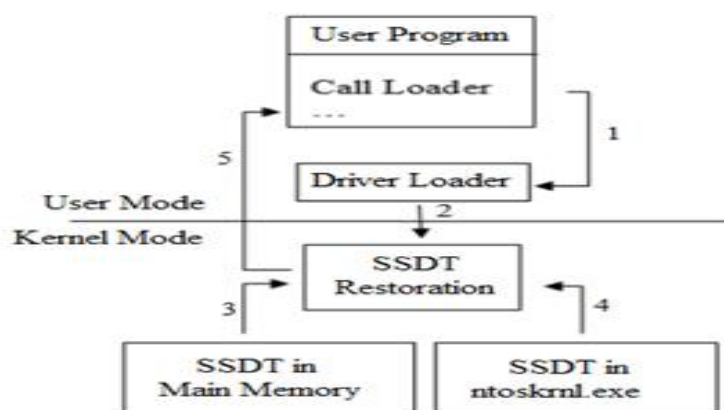 User Program
Call Loader
---
1
5
Driver Loader
User Mode
2
Kernel Mode
SSDT
Restoration
3
4
SSDT in
Main Memory
SSDT in
ntoskrnl.exe